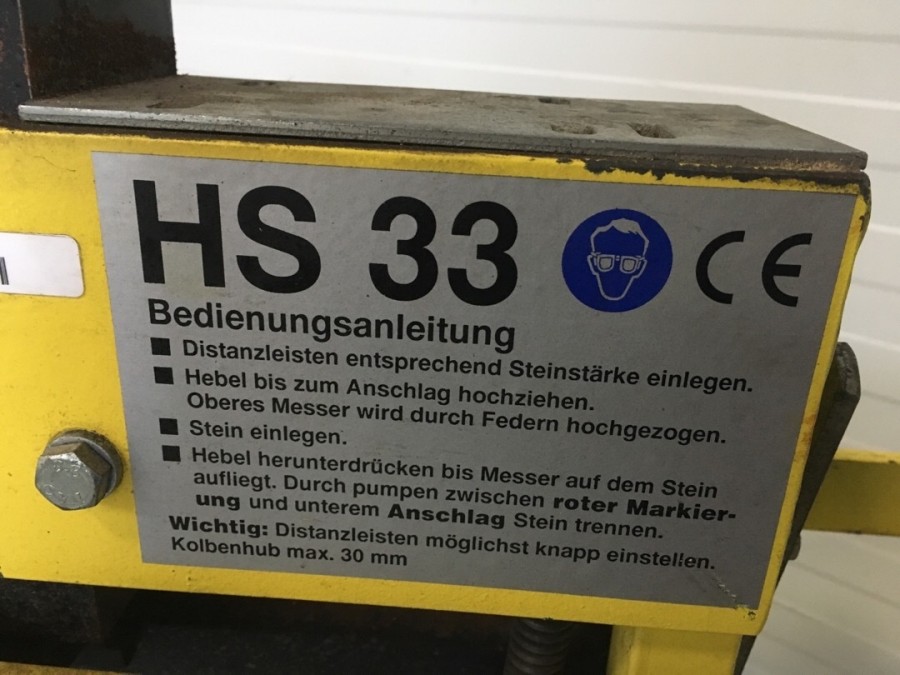 HS 33 CE
Bedienungsanleitung
■ Distanzleisten entsprechend Steinstärke einlegen.
■ Hebel bis zum Anschlag hochziehen.
Oberes Messer wird durch Federn hochgezogen.
■ Stein einlegen.
■ Hebel herunterdrücken bis Messer auf dem Stein
aufliegt. Durch pumpen zwischen roter Markier-
ung und unterem Anschlag Stein trennen.
Wichtig: Distanzleisten möglichst knapp einstellen.
Kolbenhub max. 30 mm